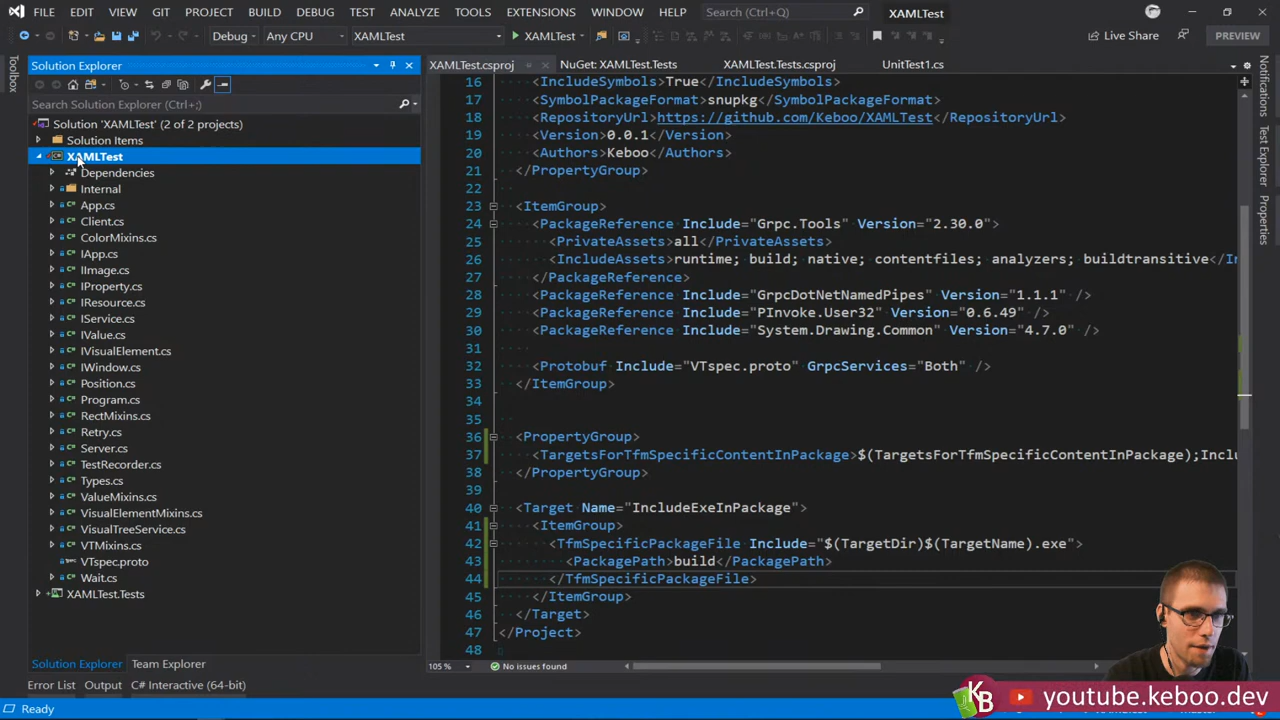 FILE EDIT VIEW GIT PROJECT BUILD DEBUG TEST ANALYZE TOOLS EXTENSIONS WINDOW HELP Search (Ctrl+Q) XAMLTest
Debug Any CPU XAMLTest XAMLTest Live Share PREVIEW
Toolbox
Solution Explorer
Search Solution Explorer (Ctrl+;)
Solution 'XAMLTest' (2 of 2 projects)
Solution Items
XAMLTest
Dependencies
Internal
App.cs
Client.cs
ColorMixins.cs
IApp.cs
IImage.cs
IProperty.cs
IResource.cs
IService.cs
IValue.cs
IVisualElement.cs
IWindow.cs
Position.cs
Program.cs
RectMixins.cs
Retry.cs
Server.cs
TestRecorder.cs
Types.cs
ValueMixins.cs
VisualElementMixins.cs
VisualTreeService.cs
VTMixins.cs
VTspec.proto
Wait.cs
XAMLTest.Tests
Solution Explorer Team Explorer
XAMLTest.csproj NuGet: XAMLTest.Tests XAMLTest.Tests.csproj UnitTest1.cs
16 <IncludeSymbols>True</IncludeSymbols>
17 <SymbolPackageFormat>snupkg</SymbolPackageFormat>
18 <RepositoryUrl>https://github.com/Keboo/XAMLTest</RepositoryUrl>
19 <Version>0.0.1</Version>
20 <Authors>Keboo</Authors>
21 </PropertyGroup>
22
23 <ItemGroup>
24 <PackageReference Include="Grpc.Tools" Version="2.30.0">
25 <PrivateAssets>all</PrivateAssets>
26 <IncludeAssets>runtime; build; native; contentfiles; analyzers; buildtransitive</In
27 </PackageReference>
28 <PackageReference Include="GrpcDotNetNamedPipes" Version="1.1.1" />
29 <PackageReference Include="PInvoke.User32" Version="0.6.49" />
30 <PackageReference Include="System.Drawing.Common" Version="4.7.0" />
31
32 <Protobuf Include="VTspec.proto" GrpcServices="Both" />
33 </ItemGroup>
34
35
36 <PropertyGroup>
37 <TargetsForTfmSpecificContentInPackage>$(TargetsForTfmSpecificContentInPackage);Inclu
38 </PropertyGroup>
39
40 <Target Name="IncludeExeInPackage">
41 <ItemGroup>
42 <TfmSpecificPackageFile Include="$(TargetDir)$(TargetName).exe">
43 <PackagePath>build</PackagePath>
44 </TfmSpecificPackageFile>
45 </ItemGroup>
46 </Target>
47 </Project>
48
105 % No issues found
Notifications
Test Explorer
Properties
Error List Output C# Interactive (64-bit)
Ready
KB youtube.keboo.dev